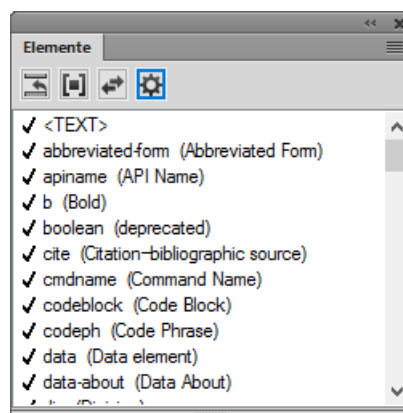 Elemente
<TEXT>
abbreviated-form (Abbreviated Form)
apiname (API Name)
b (Bold)
boolean (deprecated)
cite (Citation-bibliographic source)
cmdname (Command Name)
codeblock (Code Block)
codeph (Code Phrase)
data (Data element)
data-about (Data About)